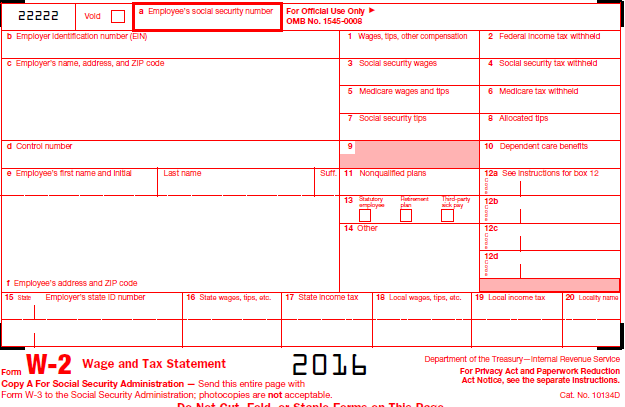 22222 Void a Employee's social security number For Official Use Only ►
OMB No. 1545-0008
b Employer identification number (EIN) 1 Wages, tips, other compensation 2 Federal income tax withheld
c Employer's name, address, and ZIP code 3 Social security wages 4 Social security tax withheld
5 Medicare wages and tips 6 Medicare tax withheld
7 Social security tips 8 Allocated tips
d Control number 9 10 Dependent care benefits
e Employee's first name and initial Last name Suff. 11 Nonqualified plans 12a See instructions for box 12
Code
13 Statutory employee Retirement plan Third-party sick pay 12b
Code
14 Other 12c
Code
12d
Code
f Employee's address and ZIP code
15 State Employer's state ID number 16 State wages, tips, etc. 17 State income tax 18 Local wages, tips, etc. 19 Local income tax 20 Locality name
Form W-2 Wage and Tax Statement 2016 Department of the Treasury—Internal Revenue Service
For Privacy Act and Paperwork Reduction
Act Notice, see the separate instructions.
Copy A For Social Security Administration — Send this entire page with
Form W-3 to the Social Security Administration; photocopies are not acceptable. Cat. No. 10134D
Do Not Cut, Fold, or Staple Forms on This Page